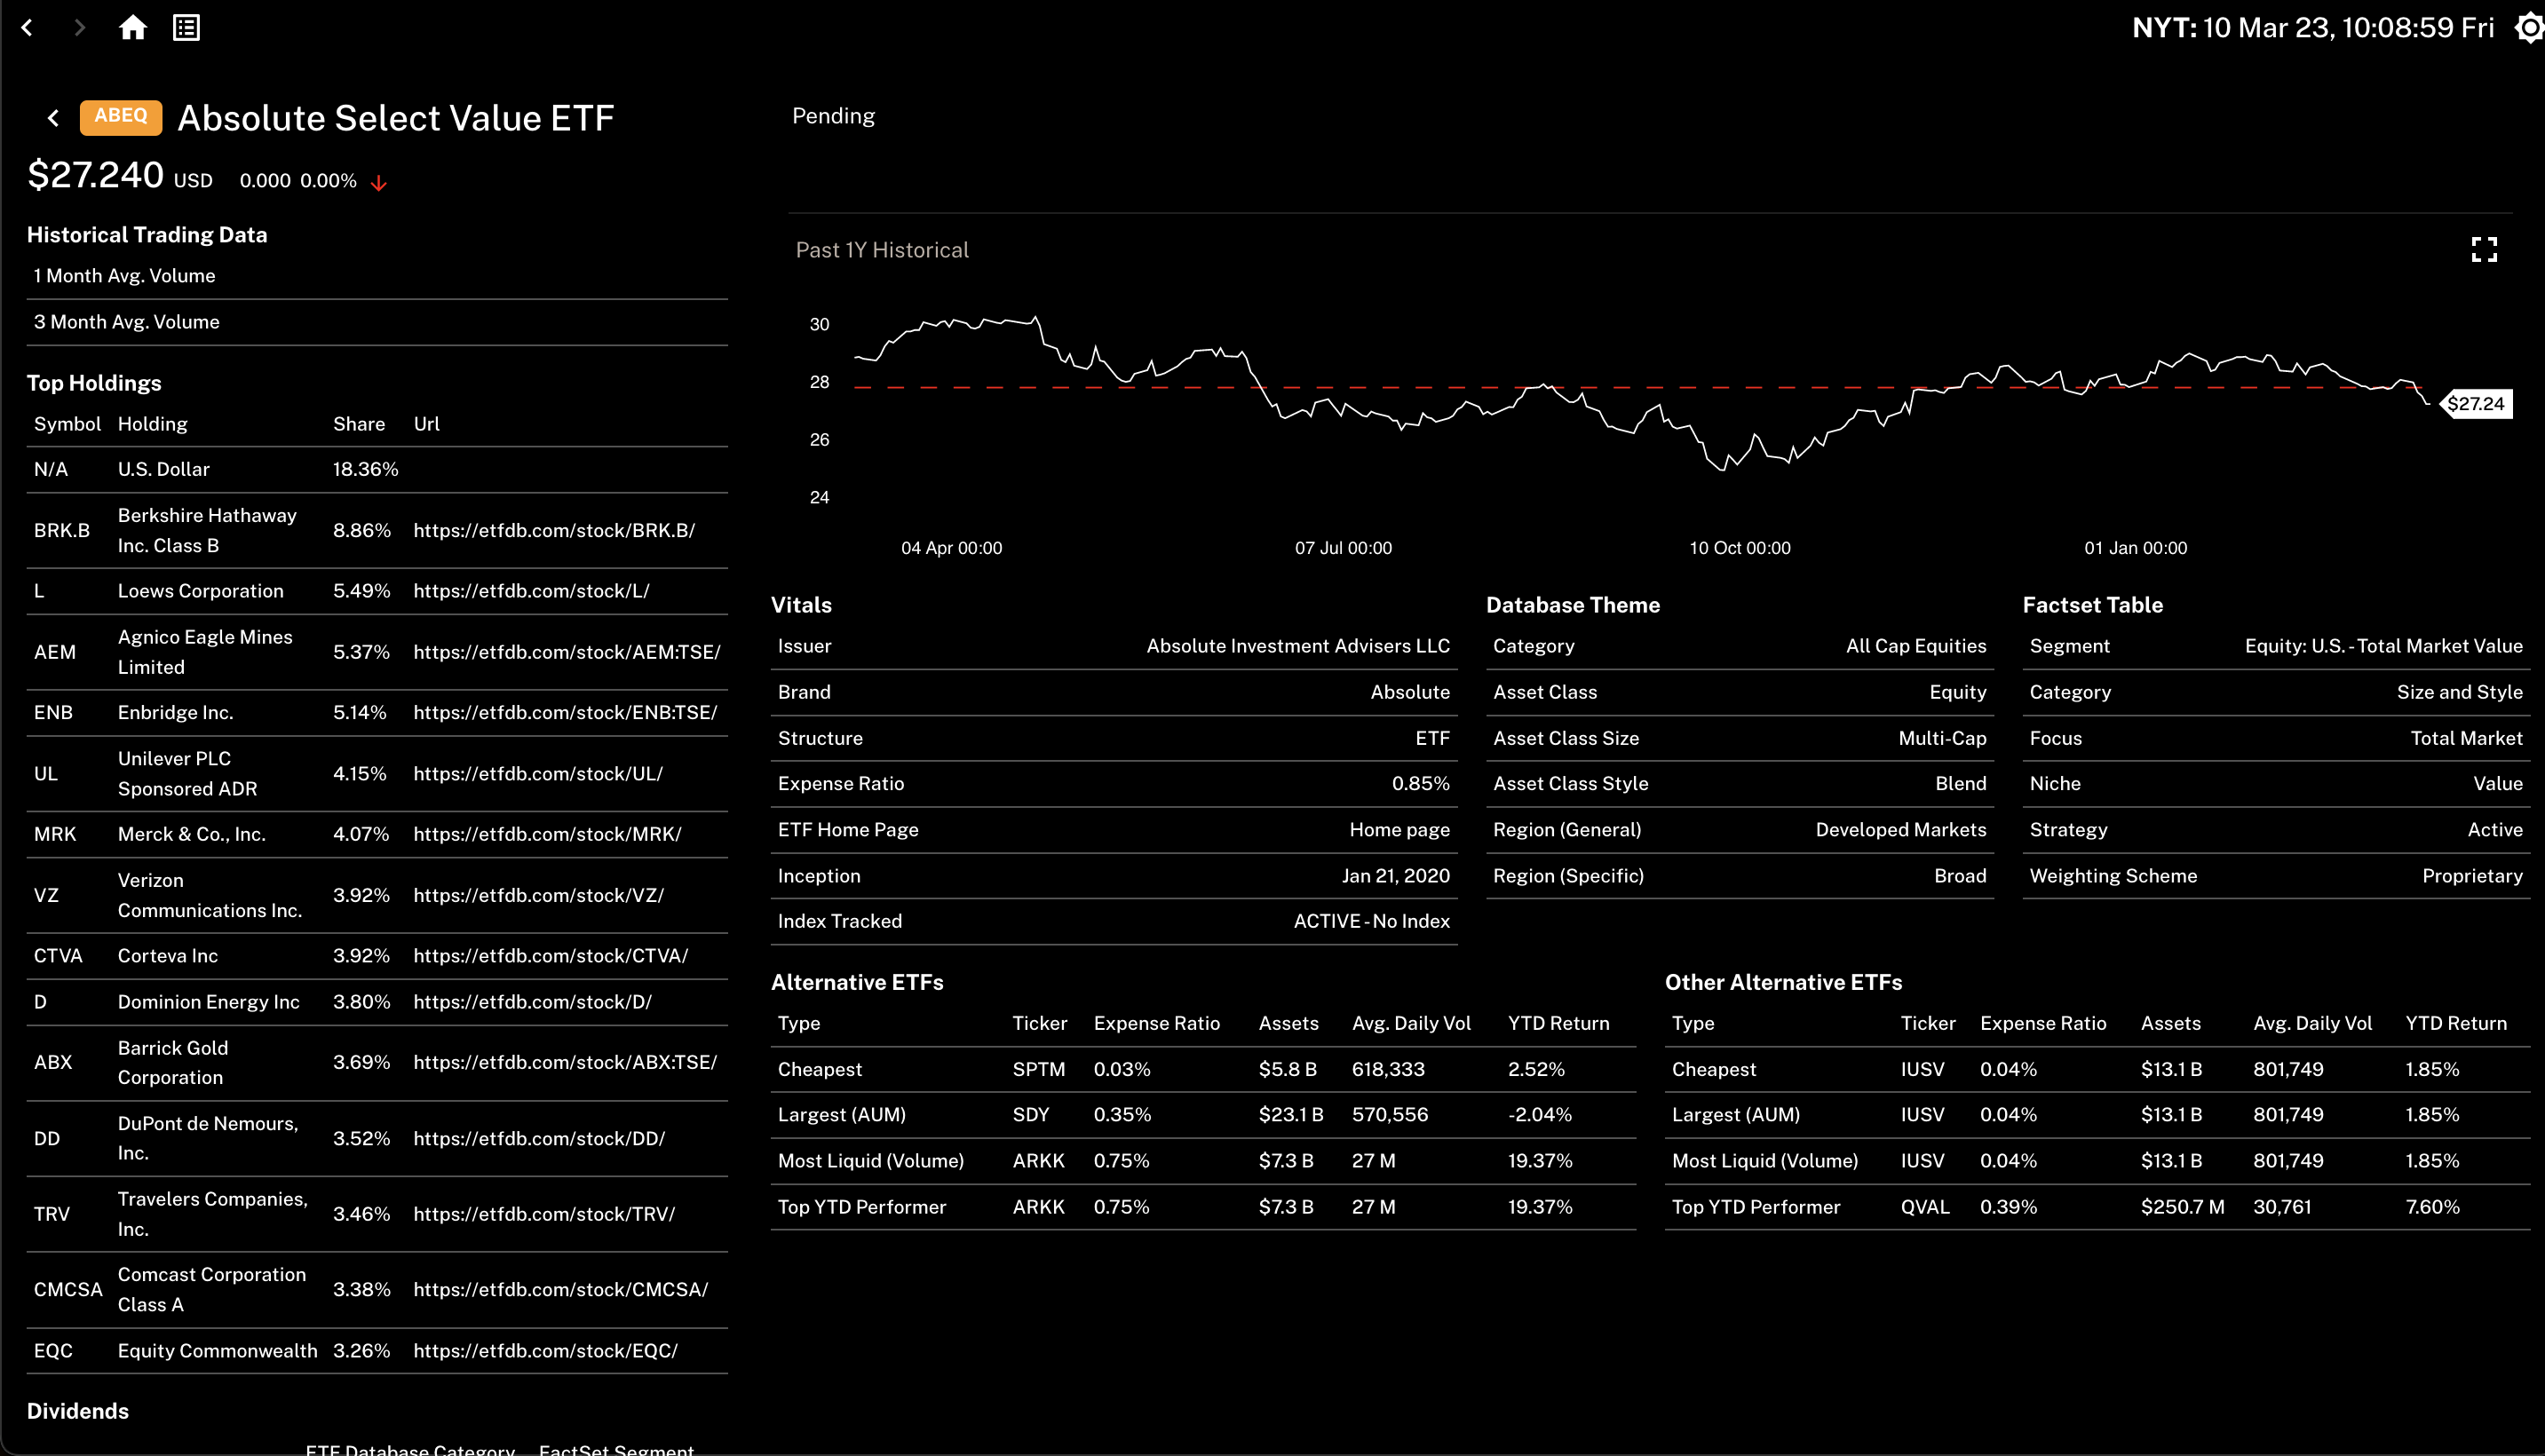 NYT: 10 Mar 23, 10:08:59 Fri
ABEQ Absolute Select Value ETF
$27.240 USD 0.000 0.00%
Historical Trading Data
1 Month Avg. Volume
3 Month Avg. Volume
Top Holdings
Symbol Holding Share Url
N/A U.S. Dollar 18.36%
BRK.B Berkshire Hathaway Inc. Class B 8.86% https://etfdb.com/stock/BRK.B/
L Loews Corporation 5.49% https://etfdb.com/stock/L/
AEM Agnico Eagle Mines Limited 5.37% https://etfdb.com/stock/AEM:TSE/
ENB Enbridge Inc. 5.14% https://etfdb.com/stock/ENB:TSE/
UL Unilever PLC Sponsored ADR 4.15% https://etfdb.com/stock/UL/
MRK Merck & Co., Inc. 4.07% https://etfdb.com/stock/MRK/
VZ Verizon Communications Inc. 3.92% https://etfdb.com/stock/VZ/
CTVA Corteva Inc 3.92% https://etfdb.com/stock/CTVA/
D Dominion Energy Inc 3.80% https://etfdb.com/stock/D/
ABX Barrick Gold Corporation 3.69% https://etfdb.com/stock/ABX:TSE/
DD DuPont de Nemours, Inc. 3.52% https://etfdb.com/stock/DD/
TRV Travelers Companies, Inc. 3.46% https://etfdb.com/stock/TRV/
CMCSA Comcast Corporation Class A 3.38% https://etfdb.com/stock/CMCSA/
EQC Equity Commonwealth 3.26% https://etfdb.com/stock/EQC/
Dividends
ETF Database Category FactSet Segment
Pending
Past 1Y Historical
30
28
26
24
$27.24
04 Apr 00:00 07 Jul 00:00 10 Oct 00:00 01 Jan 00:00
Vitals
Issuer Absolute Investment Advisers LLC
Brand Absolute
Structure ETF
Expense Ratio 0.85%
ETF Home Page Home page
Inception Jan 21, 2020
Index Tracked ACTIVE - No Index
Database Theme
Category All Cap Equities
Asset Class Equity
Asset Class Size Multi-Cap
Asset Class Style Blend
Region (General) Developed Markets
Region (Specific) Broad
Factset Table
Segment Equity: U.S. - Total Market Value
Category Size and Style
Focus Total Market
Niche Value
Strategy Active
Weighting Scheme Proprietary
Alternative ETFs
Type Ticker Expense Ratio Assets Avg. Daily Vol YTD Return
Cheapest SPTM 0.03% $5.8 B 618,333 2.52%
Largest (AUM) SDY 0.35% $23.1 B 570,556 -2.04%
Most Liquid (Volume) ARKK 0.75% $7.3 B 27 M 19.37%
Top YTD Performer ARKK 0.75% $7.3 B 27 M 19.37%
Other Alternative ETFs
Type Ticker Expense Ratio Assets Avg. Daily Vol YTD Return
Cheapest IUSV 0.04% $13.1 B 801,749 1.85%
Largest (AUM) IUSV 0.04% $13.1 B 801,749 1.85%
Most Liquid (Volume) IUSV 0.04% $13.1 B 801,749 1.85%
Top YTD Performer QVAL 0.39% $250.7 M 30,761 7.60%